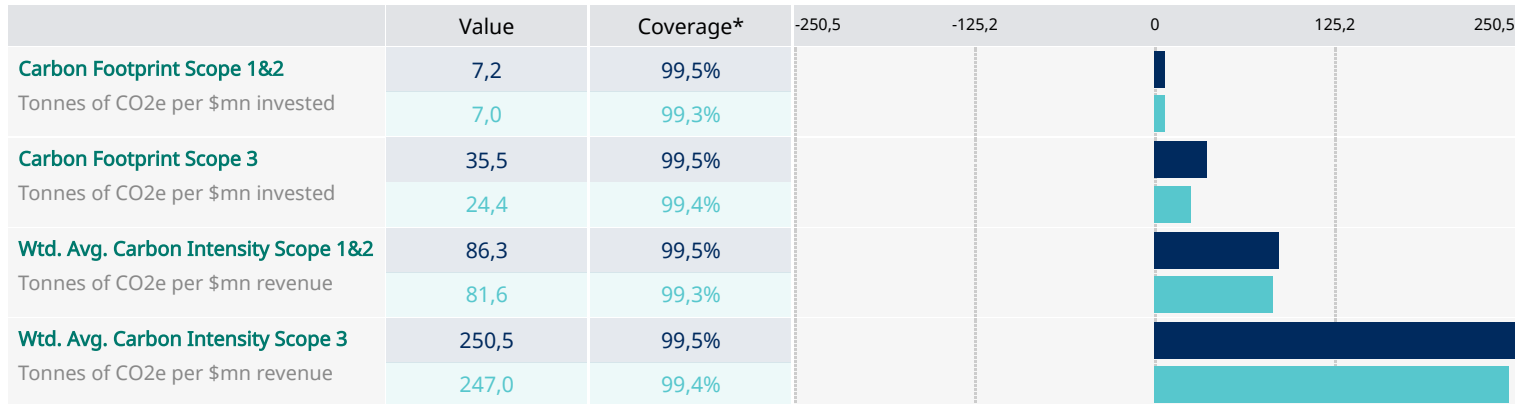 Value Coverage* -250,5 -125,2 0 125,2 250,5
Carbon Footprint Scope 1&2 7,2 99,5%
Tonnes of CO2e per $mn invested 7,0 99,3%
Carbon Footprint Scope 3 35,5 99,5%
Tonnes of CO2e per $mn invested 24,4 99,4%
Wtd. Avg. Carbon Intensity Scope 1&2 86,3 99,5%
Tonnes of CO2e per $mn revenue 81,6 99,3%
Wtd. Avg. Carbon Intensity Scope 3 250,5 99,5%
Tonnes of CO2e per $mn revenue 247,0 99,4%